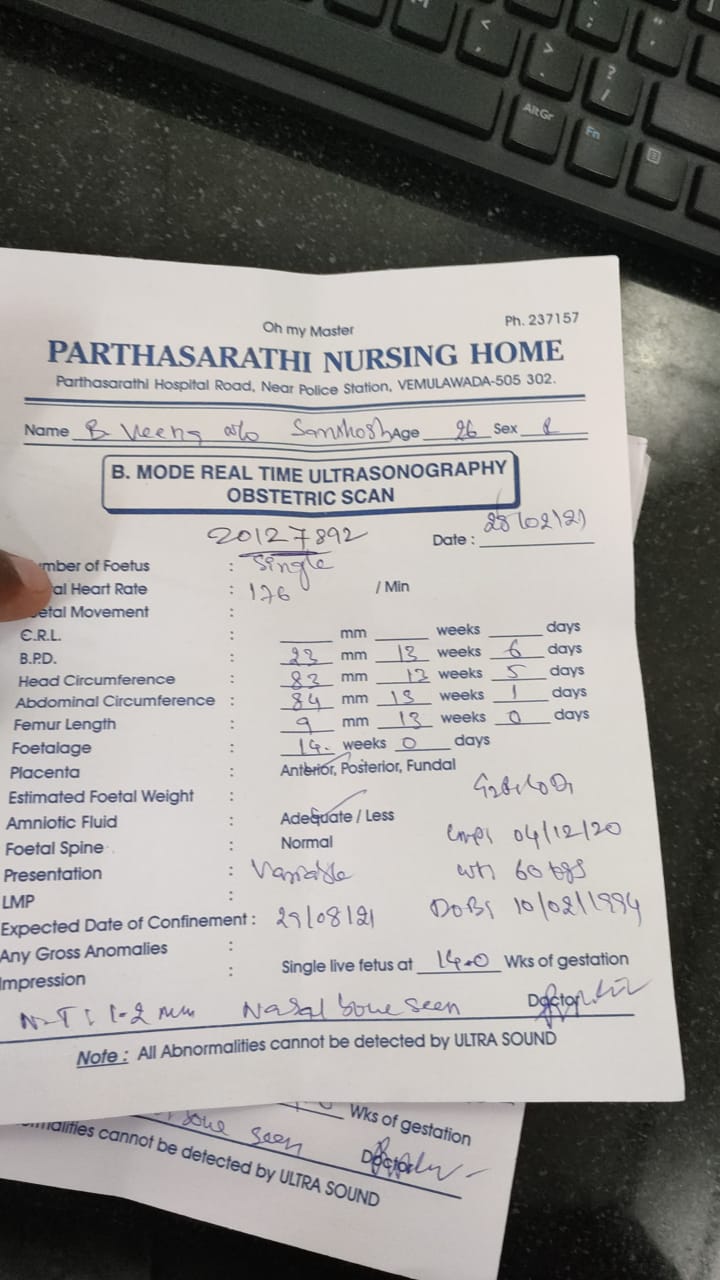 AltGr
Fn
Oh my Master
Ph. 237157
PARTHASARATHI NURSING HOME
Parthasarathi Hospital Road, Near Police Station, VEMULAWADA-505 302.
Name B Veena w/o Santhosh Age 26 Sex
B. MODE REAL TIME ULTRASONOGRAPHY
OBSTETRIC SCAN
20127892
Date : 28/02/21
mber of Foetus : Single
al Heart Rate : 176 / Min
etal Movement :
C.R.L. : mm weeks days
B.P.D. : 23 mm 13 weeks 6 days
Head Circumference : 83 mm 12 weeks 5 days
Abdominal Circumference : 84 mm 13 weeks 1 days
Femur Length : 9 mm 13 weeks 0 days
Foetalage : 14. weeks 0 days
Placenta : Anterior, Posterior, Fundal
Estimated Foetal Weight :
Amniotic Fluid : Adequate / Less
Foetal Spine : Normal 04/12/20
Presentation : Variable wt 60 kgs
LMP : DOB 10/02/1994
Expected Date of Confinement : 29/08/21
Any Gross Anomalies :
Impression : Single live fetus at 14.0 Wks of gestation
N-T : 1.2 mm Nasal bone seen Doctor
Note : All Abnormalities cannot be detected by ULTRA SOUND
Wks of gestation
bone seen Doctor
malities cannot be detected by ULTRA SOUND